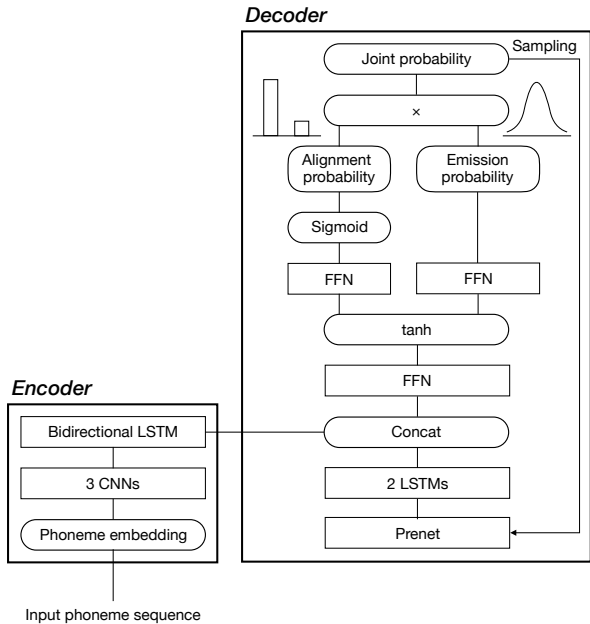 Decoder
Sampling
Joint probability
×
Alignment
probability
Emission
probability
Sigmoid
FFN
FFN
tanh
FFN
Concat
2 LSTMs
Prenet
Encoder
Bidirectional LSTM
3 CNNs
Phoneme embedding
Input phoneme sequence